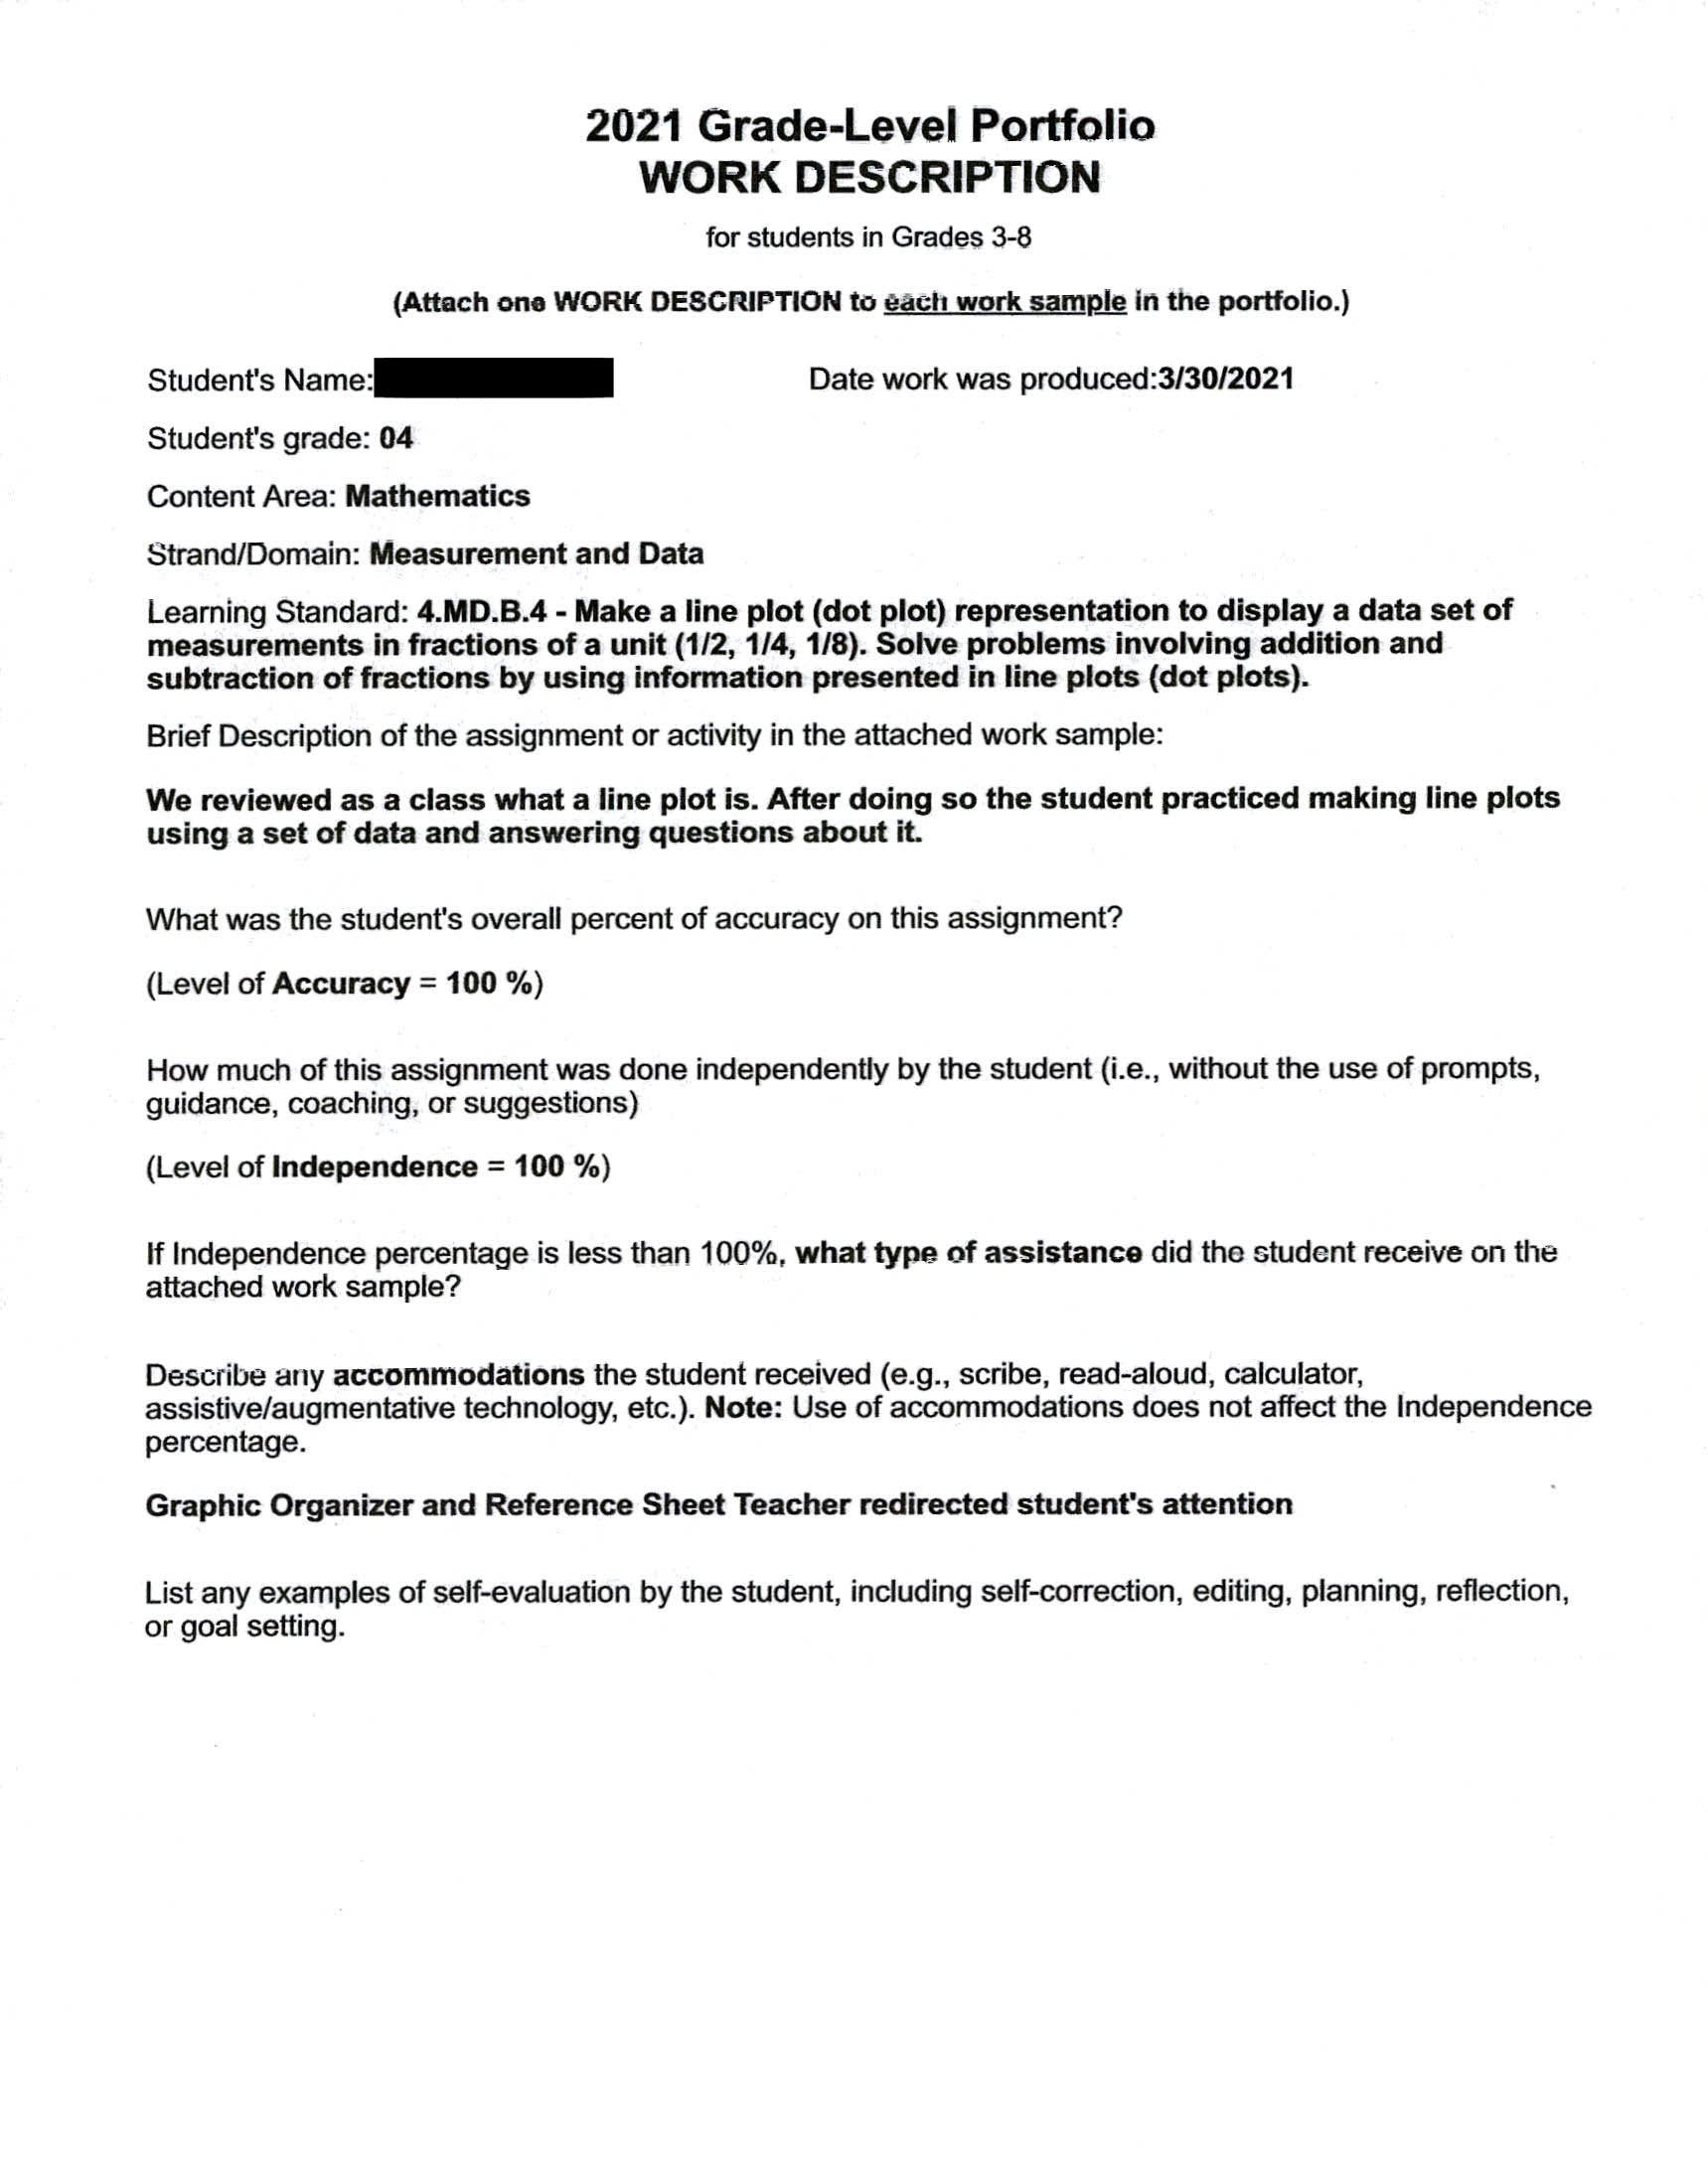 2021 Grade-Level Portfolio
WORK DESCRIPTION
for students in Grades 3-8
(Attach one WORK DESCRIPTION to each work sample in the portfolio.)
Student's Name: Date work was produced:3/30/2021
Student's grade: 04
Content Area: Mathematics
Strand/Domain: Measurement and Data
Learning Standard: 4.MD.B.4 - Make a line plot (dot plot) representation to display a data set of
measurements in fractions of a unit (1/2, 1/4, 1/8). Solve problems involving addition and
subtraction of fractions by using information presented in line plots (dot plots).
Brief Description of the assignment or activity in the attached work sample:
We reviewed as a class what a line plot is. After doing so the student practiced making line plots
using a set of data and answering questions about it.
What was the student's overall percent of accuracy on this assignment?
(Level of Accuracy = 100 %)
How much of this assignment was done independently by the student (i.e., without the use of prompts,
guidance, coaching, or suggestions)
(Level of Independence = 100 %)
If Independence percentage is less than 100%, what type of assistance did the student receive on the
attached work sample?
Describe any accommodations the student received (e.g., scribe, read-aloud, calculator,
assistive/augmentative technology, etc.). Note: Use of accommodations does not affect the Independence
percentage.
Graphic Organizer and Reference Sheet Teacher redirected student's attention
List any examples of self-evaluation by the student, including self-correction, editing, planning, reflection,
or goal setting.